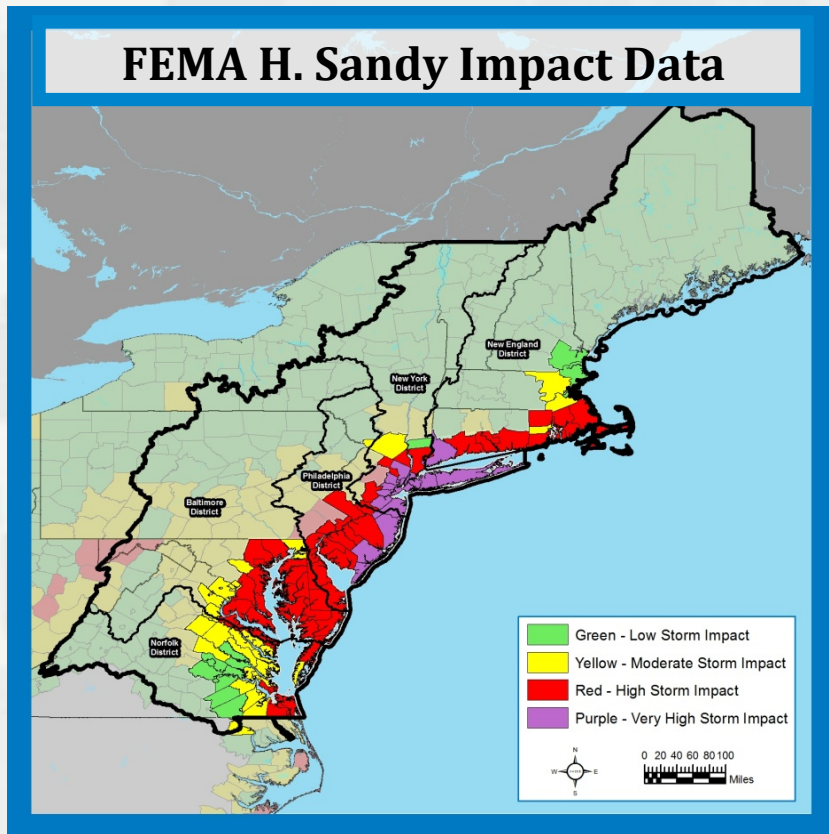 FEMA H. Sandy Impact Data
New England
District
New York
District
Philadelphia
District
Baltimore
District
Norfolk
District
Green - Low Storm Impact
Yellow - Moderate Storm Impact
Red - High Storm Impact
Purple - Very High Storm Impact
N
W
E
S
0 20 40 60 80 100
Miles